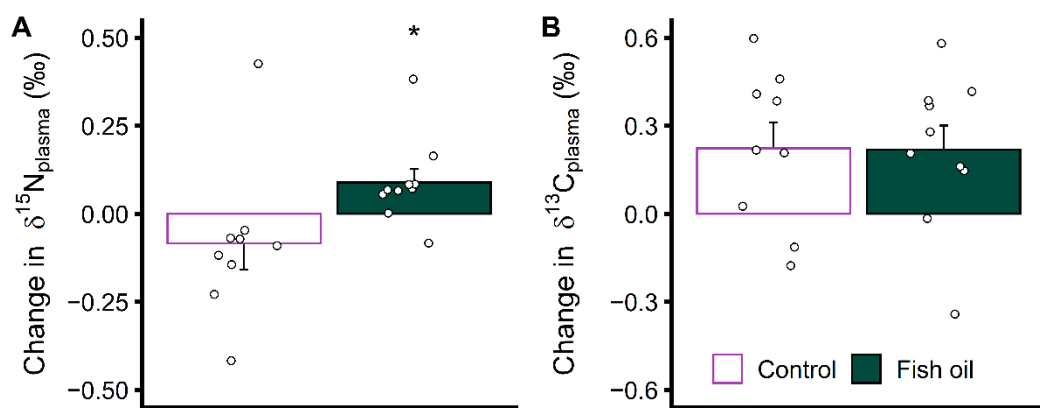 A
Change in δ¹⁵Nplasma (‰)
0.50
0.25
0.00
−0.25
−0.50
*
B
Change in δ¹³Cplasma (‰)
0.6
0.3
0.0
−0.3
−0.6
Control
Fish oil